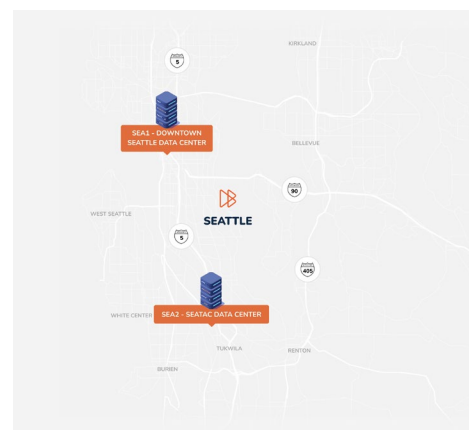 KIRKLAND
5
SEA1 - DOWNTOWN
SEATTLE DATA CENTER
BELLEVUE
90
SEATTLE
WEST SEATTLE
5
405
WHITE CENTER
SEA2 - SEATAC DATA CENTER
TUKWILA
RENTON
BURIEN